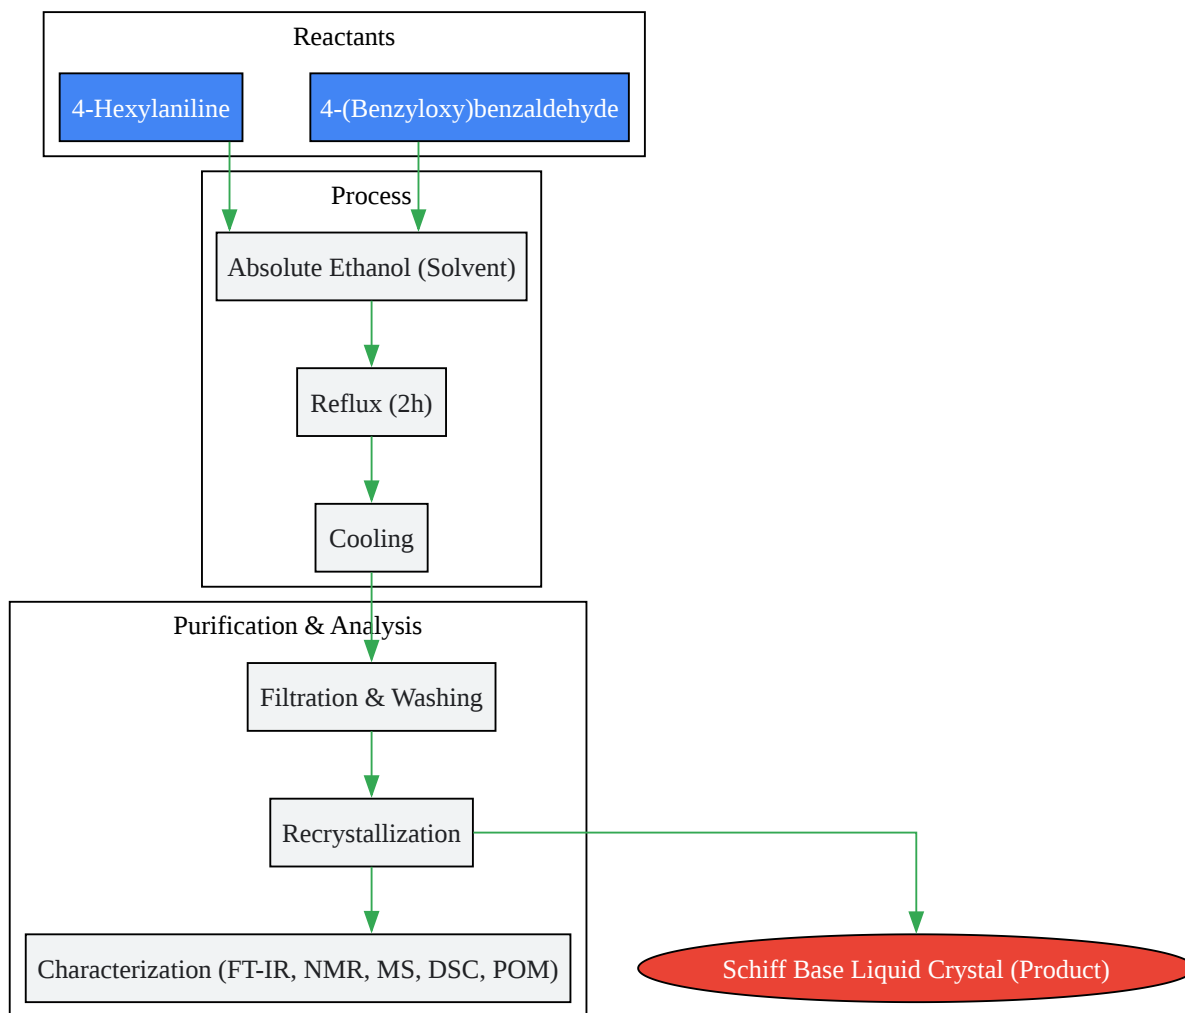 Reactants
4-Hexylaniline
4-(Benzyloxy)benzaldehyde
Process
Absolute Ethanol (Solvent)
Reflux (2h)
Cooling
Purification & Analysis
Filtration & Washing
Recrystallization
Characterization (FT-IR, NMR, MS, DSC, POM)
Schiff Base Liquid Crystal (Product)